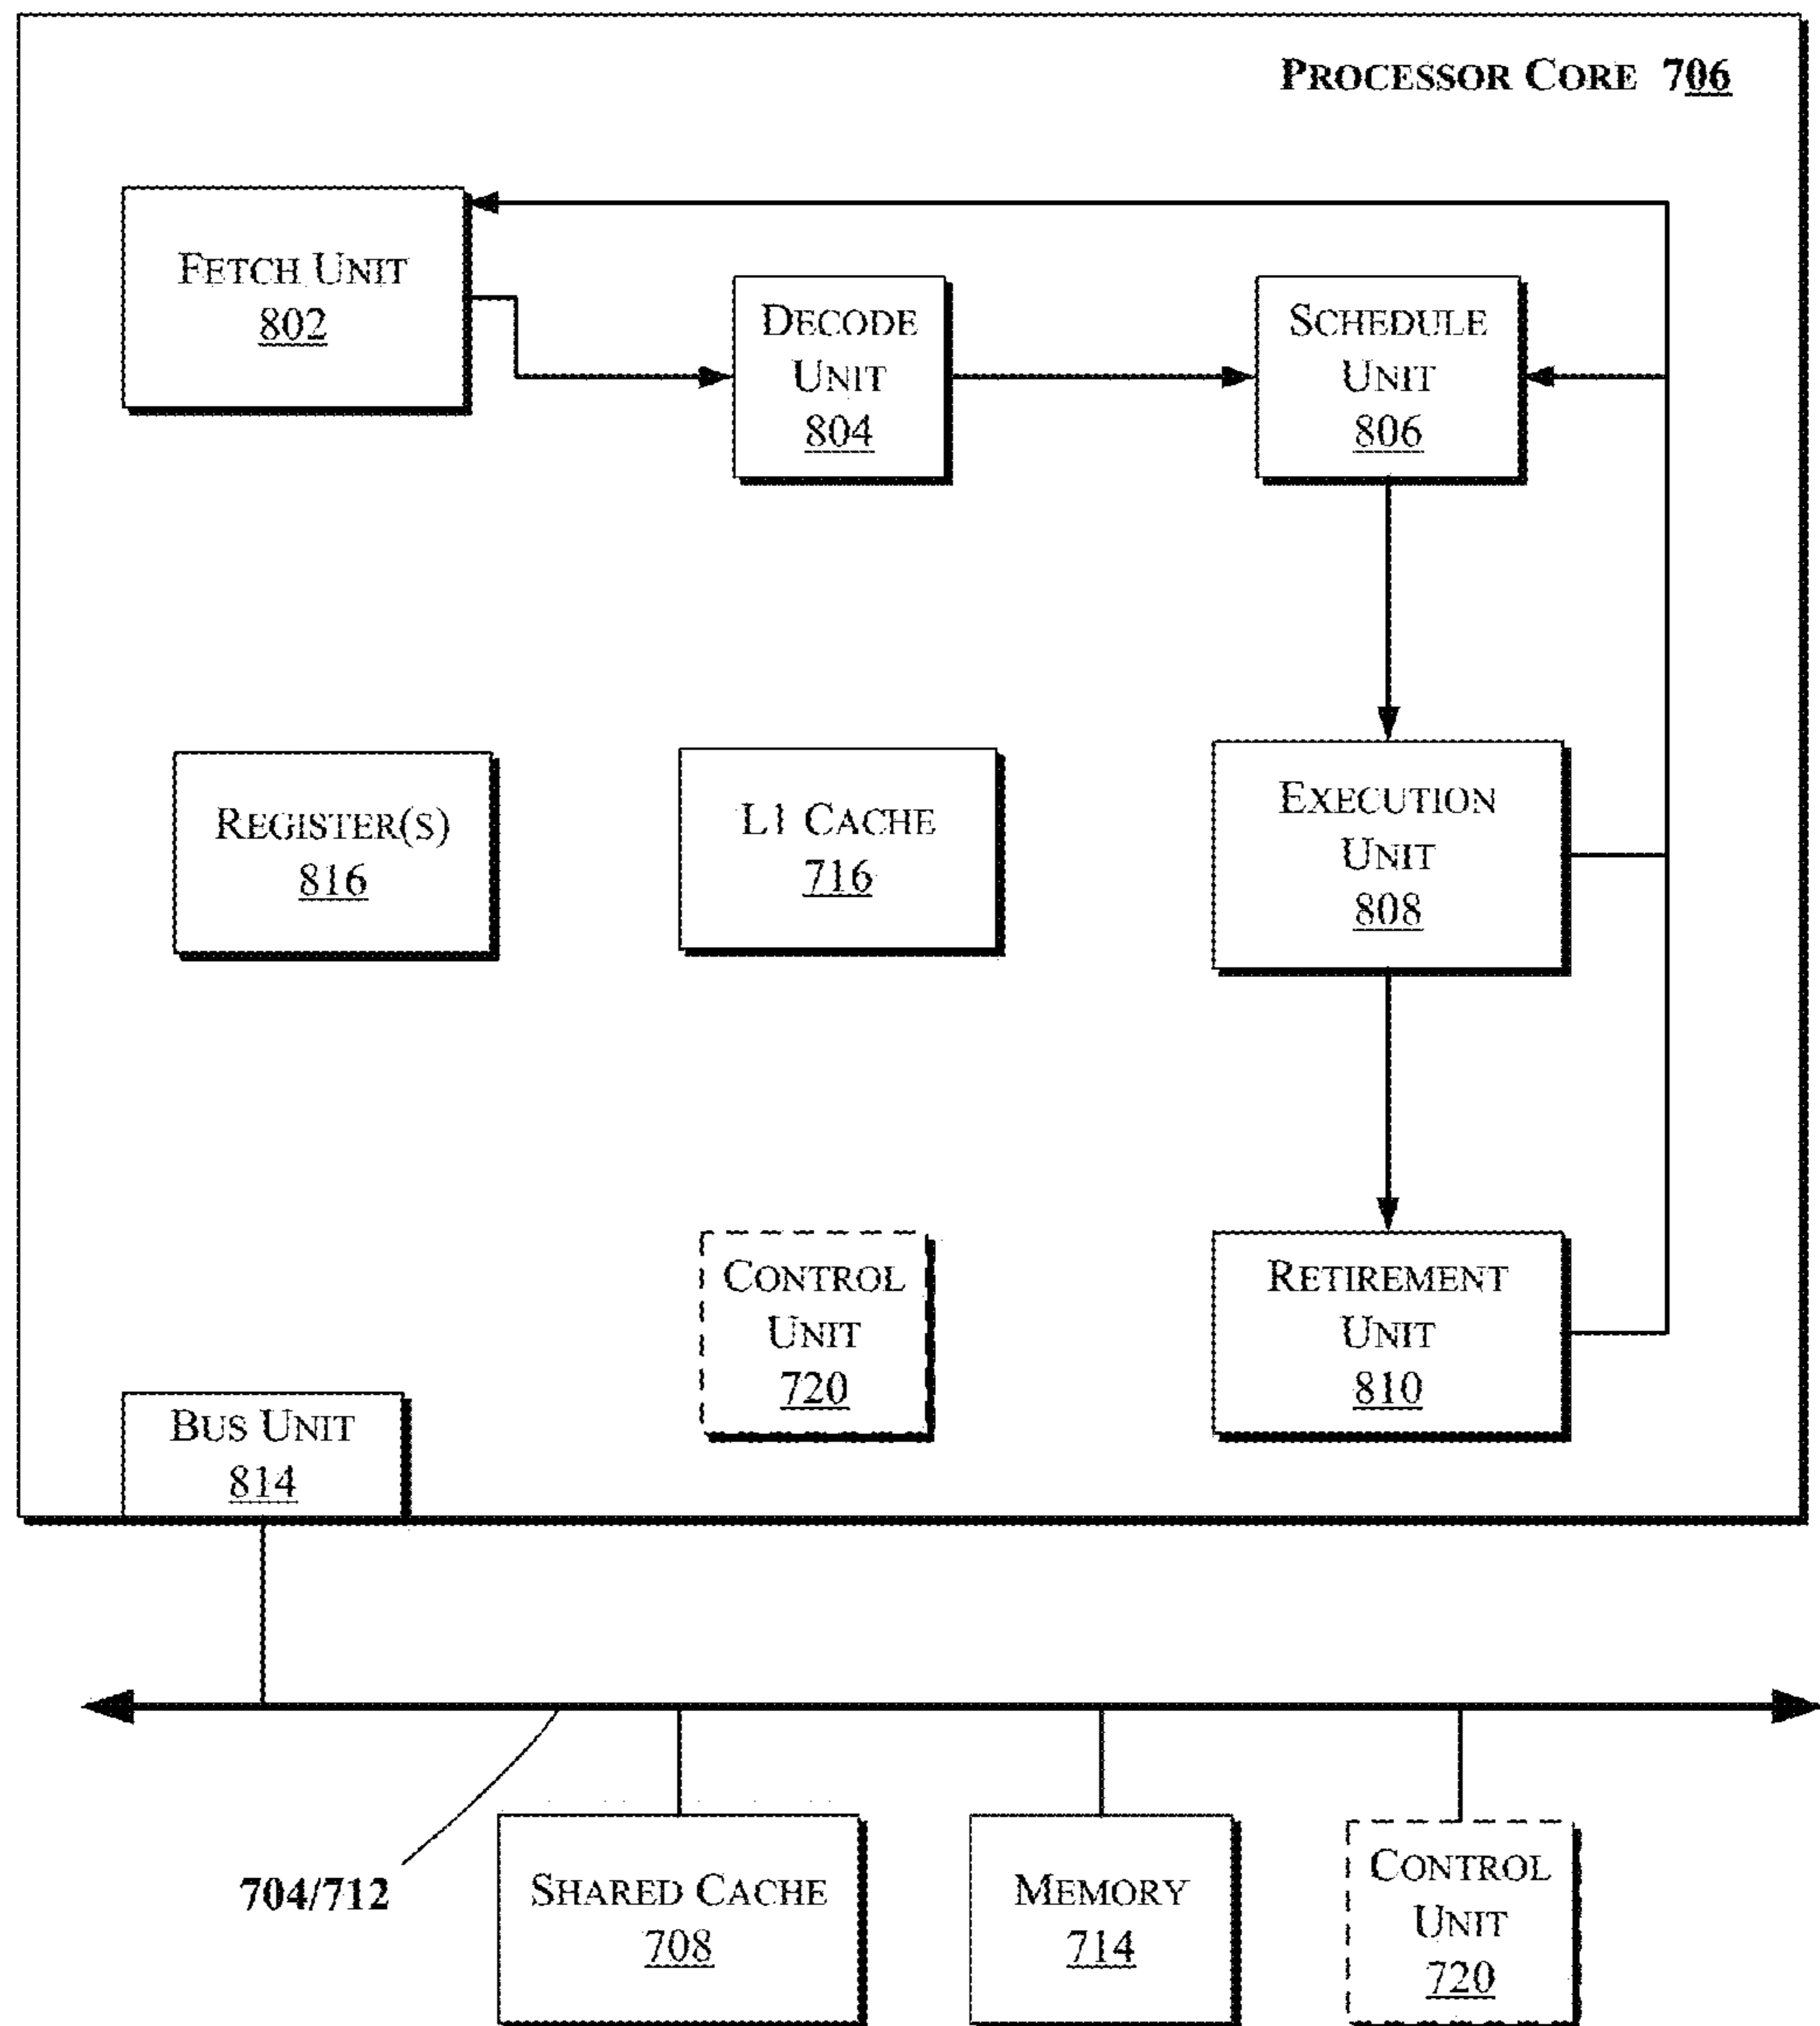 PROCESSOR CORE 706
FETCH UNIT
802
DECODE
UNIT
804
SCHEDULE
UNIT
806
REGISTER(S)
816
L1 CACHE
716
EXECUTION
UNIT
808
CONTROL
UNIT
720
RETIREMENT
UNIT
810
BUS UNIT
814
704/712
SHARED CACHE
708
MEMORY
714
CONTROL
UNIT
720